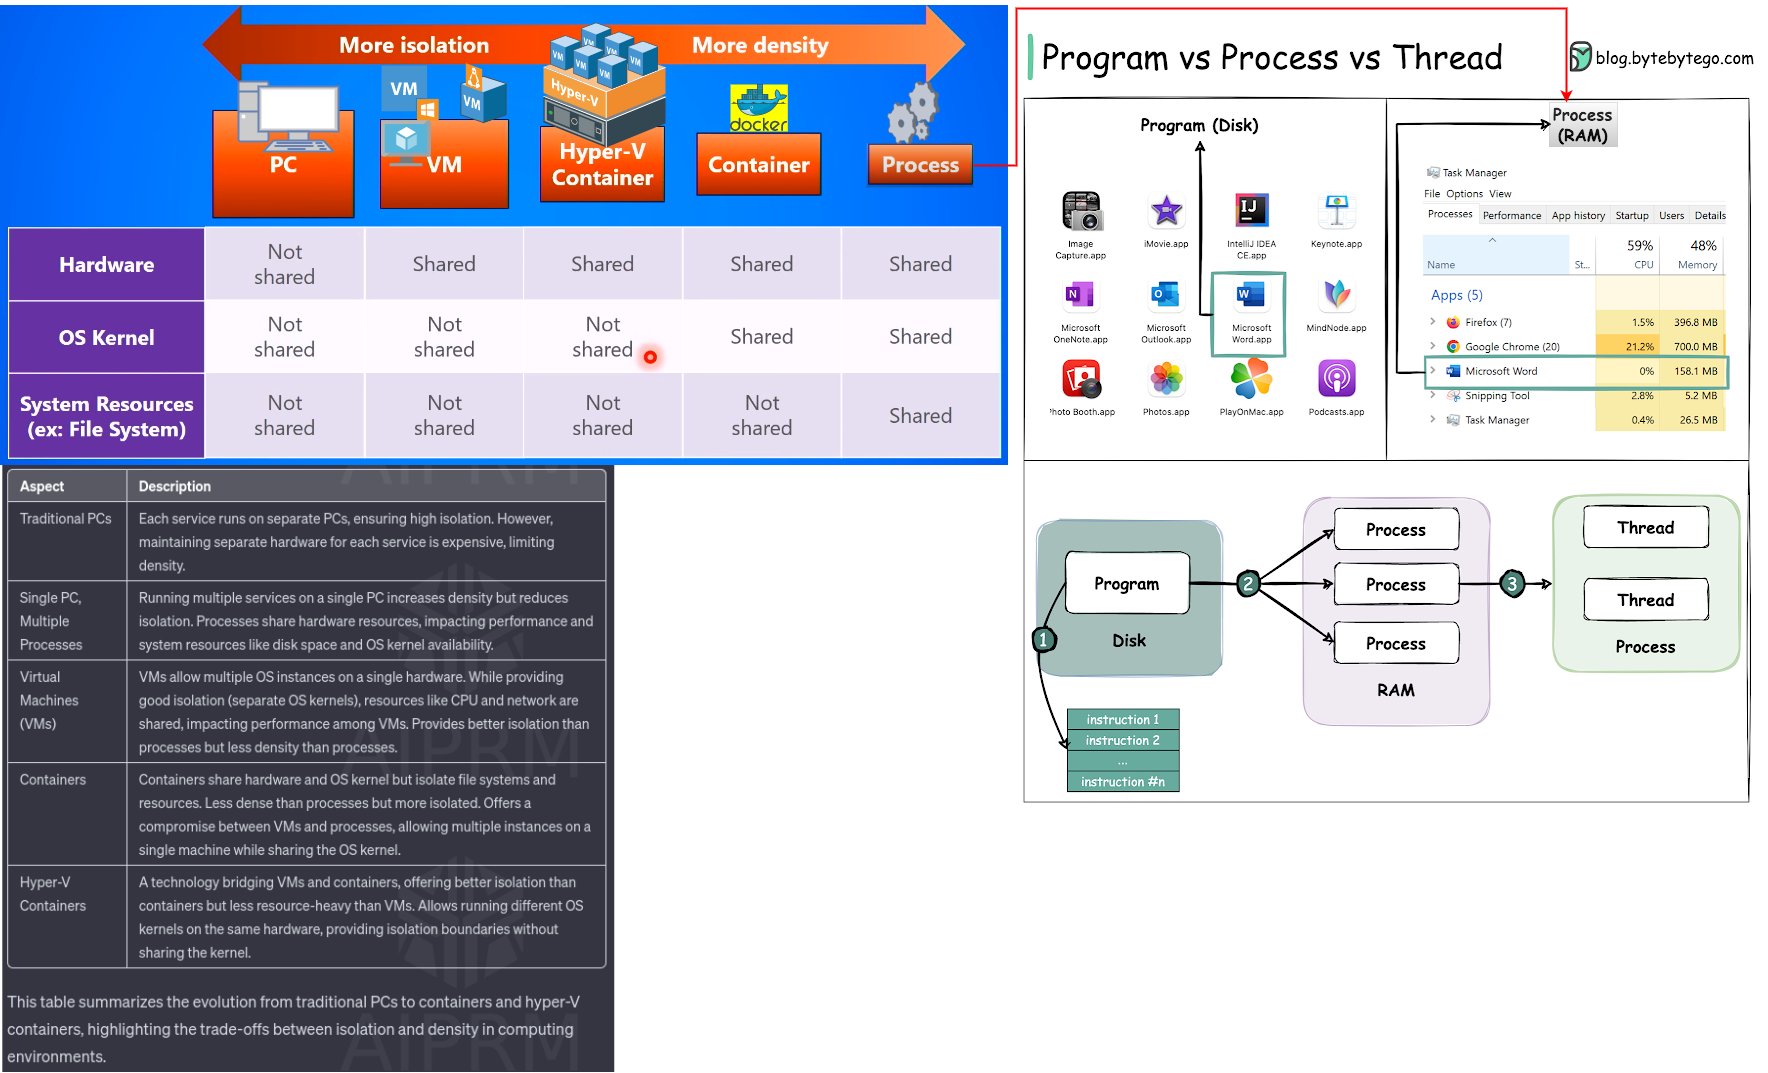 More isolation
More density
VM
VM
VM
VM
VM
VM
VM
VM
Hyper-V
docker
PC
VM
Hyper-V
Container
Container
Process
Hardware
Not
shared
Shared
Shared
Shared
Shared
OS Kernel
Not
shared
Not
shared
Not
shared
Shared
Shared
System Resources
(ex: File System)
Not
shared
Not
shared
Not
shared
Not
shared
Shared
Aspect
Description
Traditional PCs
Each service runs on separate PCs, ensuring high isolation. However,
maintaining separate hardware for each service is expensive, limiting
density.
Single PC,
Multiple
Processes
Running multiple services on a single PC increases density but reduces
isolation. Processes share hardware resources, impacting performance and
system resources like disk space and OS kernel availability.
Virtual
Machines
(VMs)
VMs allow multiple OS instances on a single hardware. While providing
good isolation (separate OS kernels), resources like CPU and network are
shared, impacting performance among VMs. Provides better isolation than
processes but less density than processes.
Containers
Containers share hardware and OS kernel but isolate file systems and
resources. Less dense than processes but more isolated. Offers a
compromise between VMs and processes, allowing multiple instances on a
single machine while sharing the OS kernel.
Hyper-V
Containers
A technology bridging VMs and containers, offering better isolation than
containers but less resource-heavy than VMs. Allows running different OS
kernels on the same hardware, providing isolation boundaries without
sharing the kernel.
This table summarizes the evolution from traditional PCs to containers and hyper-V
containers, highlighting the trade-offs between isolation and density in computing
environments.
AIPRM
AIPRM
AIPRM
Program vs Process vs Thread
blog.bytebytego.com
Program (Disk)
Image
Capture.app
iMovie.app
IJ
IntelliJ IDEA
CE.app
Keynote.app
N
Microsoft
OneNote.app
O
Microsoft
Outlook.app
W
Microsoft
Word.app
MindNode.app
Photo Booth.app
Photos.app
PlayOnMac.app
Podcasts.app
Process
(RAM)
Task Manager
File Options View
Processes Performance App history Startup Users Details
59% 48%
Name St... CPU Memory
Apps (5)
Firefox (7) 1.5% 396.8 MB
Google Chrome (20) 21.2% 700.0 MB
Microsoft Word 0% 158.1 MB
Snipping Tool 2.8% 5.2 MB
Task Manager 0.4% 26.5 MB
Program
Disk
1
2
3
Process
Process
Process
RAM
Thread
Thread
Process
instruction 1
instruction 2
...
instruction #n